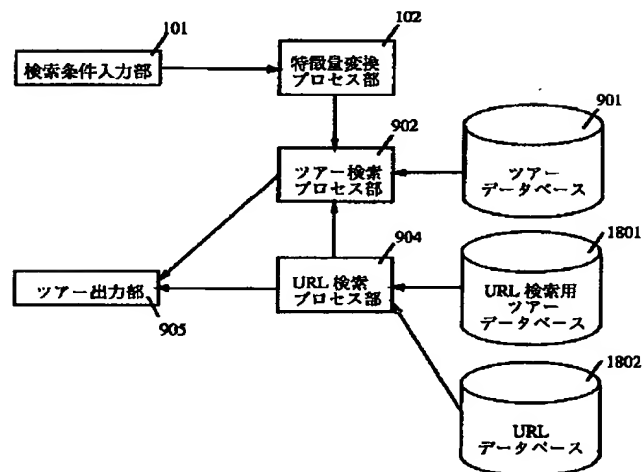 101
検索条件入力部
102
特徴量変換
プロセス部
902
ツアー検索
プロセス部
901
ツアー
データベース
904
URL 検索
プロセス部
1801
URL 検索用
ツアー
データベース
ツアー出力部
905
1802
URL
データベース